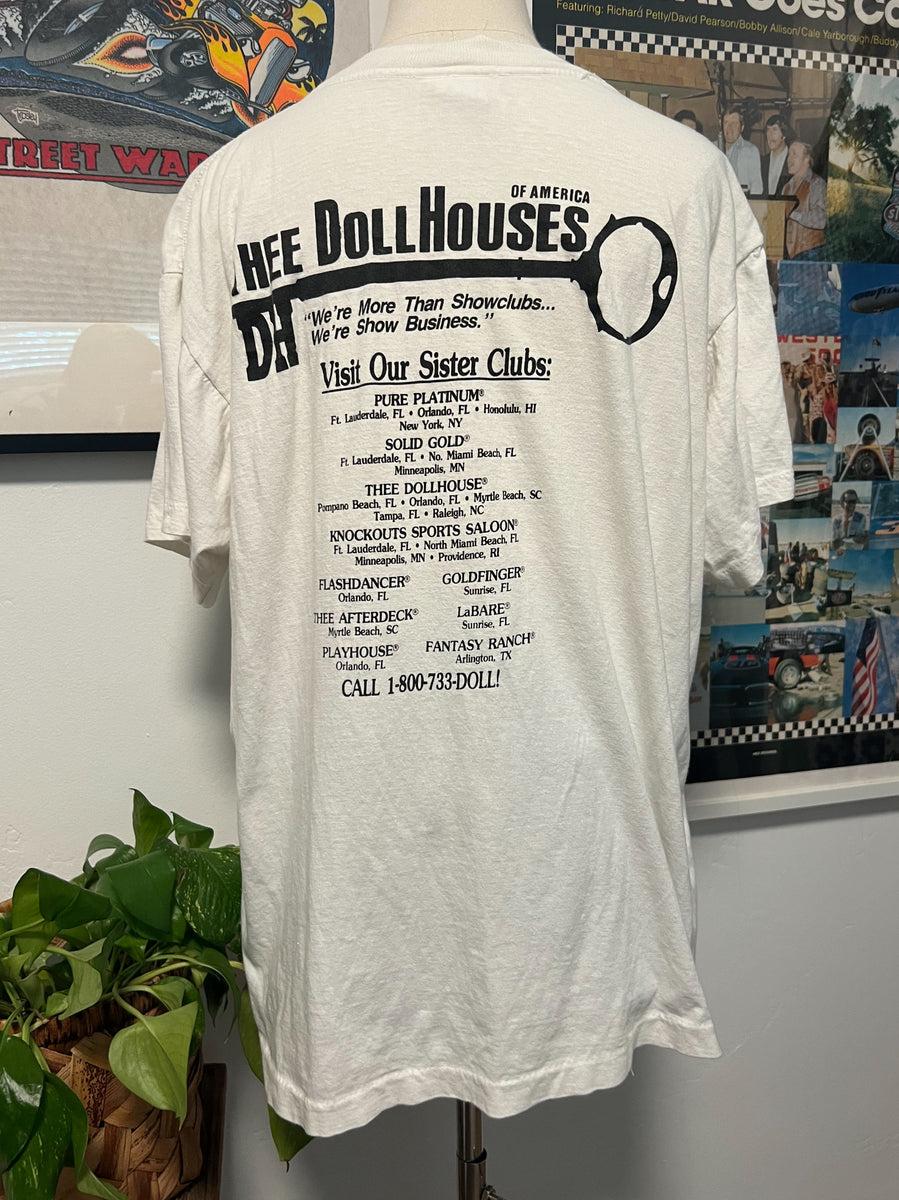 Featuring: Richard Petty/David Pearson/Bobby Allison/Cale Yarborough/Buddy
TREET WAR
OF AMERICA
THEE DOLLHOUSES
DH
"We're More Than Showclubs...
We're Show Business."
Visit Our Sister Clubs:
PURE PLATINUM®
Ft. Lauderdale, FL • Orlando, FL • Honolulu, HI
New York, NY
SOLID GOLD®
Ft. Lauderdale, FL • No. Miami Beach, FL
Minneapolis, MN
THEE DOLLHOUSE®
Pompano Beach, FL • Orlando, FL • Myrtle Beach, SC
Tampa, FL • Raleigh, NC
KNOCKOUTS SPORTS SALOON®
Ft. Lauderdale, FL • North Miami Beach, FL
Minneapolis, MN • Providence, RI
FLASHDANCER® GOLDFINGER®
Orlando, FL Sunrise, FL
THEE AFTERDECK® LaBARE®
Myrtle Beach, SC Sunrise, FL
PLAYHOUSE® FANTASY RANCH®
Orlando, FL Arlington, TX
CALL 1-800-733-DOLL!